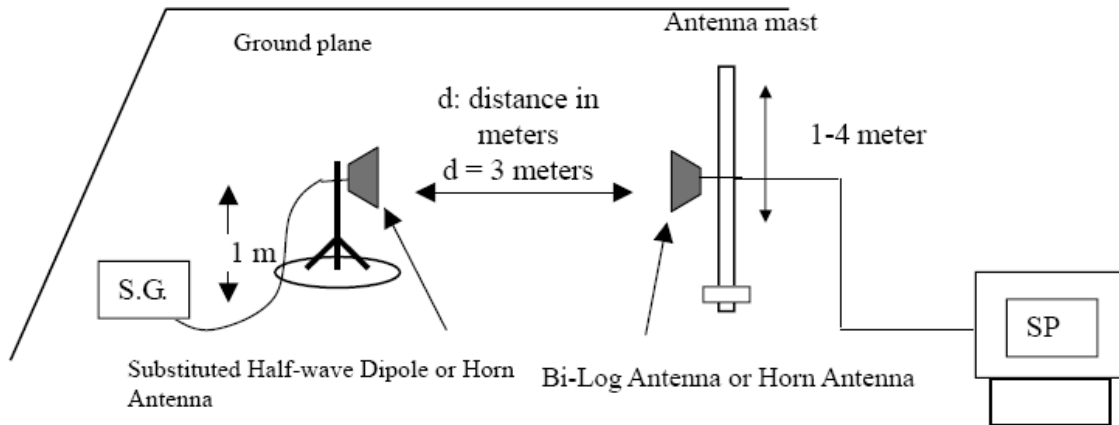 Antenna mast
Ground plane
d: distance in
meters
d = 3 meters
1-4 meter
1 m
S.G.
SP
Substituted Half-wave Dipole or Horn
Antenna
Bi-Log Antenna or Horn Antenna